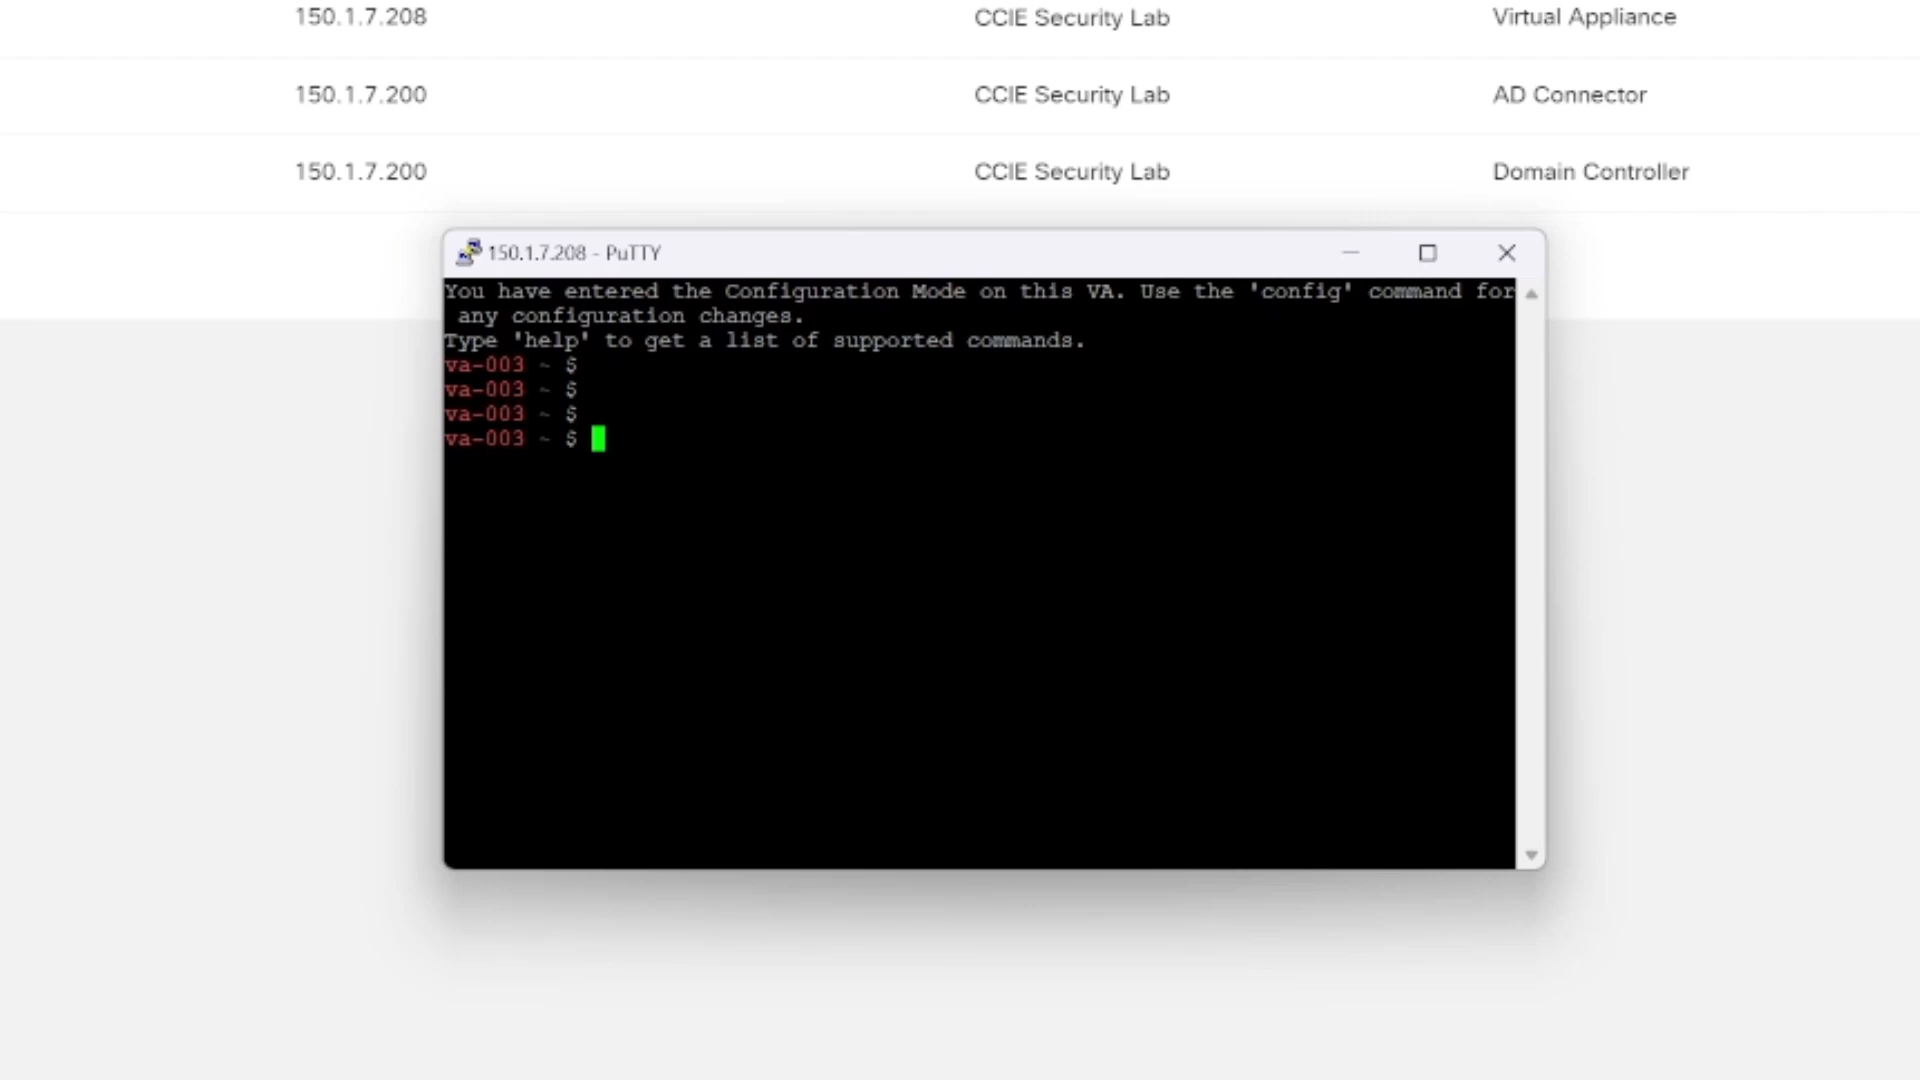 150.1.7.208 CCIE Security Lab Virtual Appliance
150.1.7.200 CCIE Security Lab AD Connector
150.1.7.200 CCIE Security Lab Domain Controller
150.1.7.208 - PuTTY
You have entered the Configuration Mode on this VA. Use the 'config' command for
any configuration changes.
Type 'help' to get a list of supported commands.
va-003 ~ $
va-003 ~ $
va-003 ~ $
va-003 ~ $